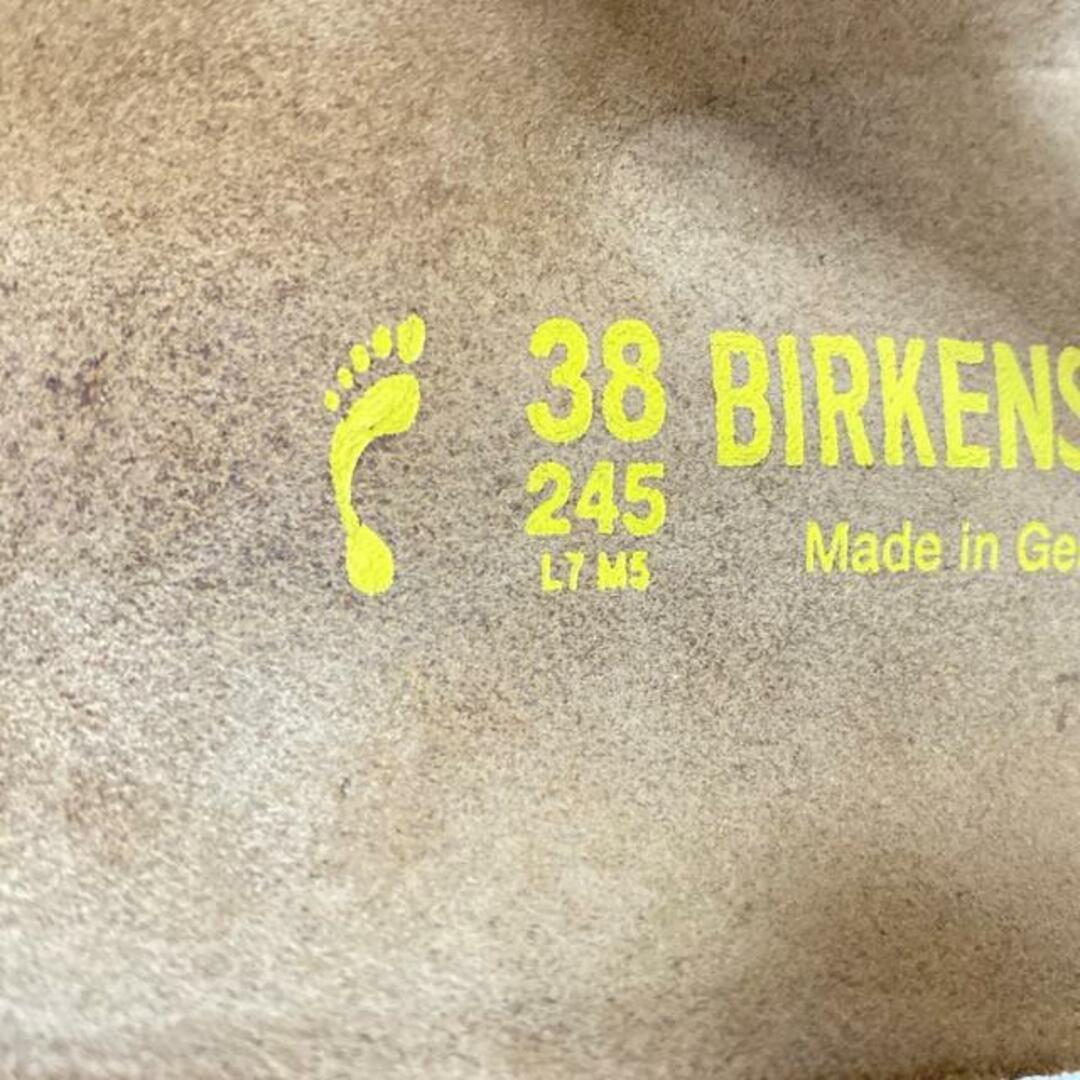 38 BIRKENS
245
L7 M5
Made in Ge